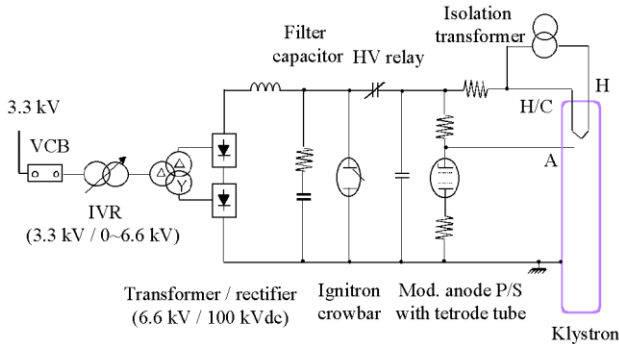 Isolation
transformer
Filter
capacitor
HV relay
H
H/C
3.3 kV
VCB
Δ
Δ
Y
A
IVR
(3.3 kV / 0~6.6 kV)
Transformer / rectifier
(6.6 kV / 100 kVdc)
Ignitron
crowbar
Mod. anode P/S
with tetrode tube
Klystron